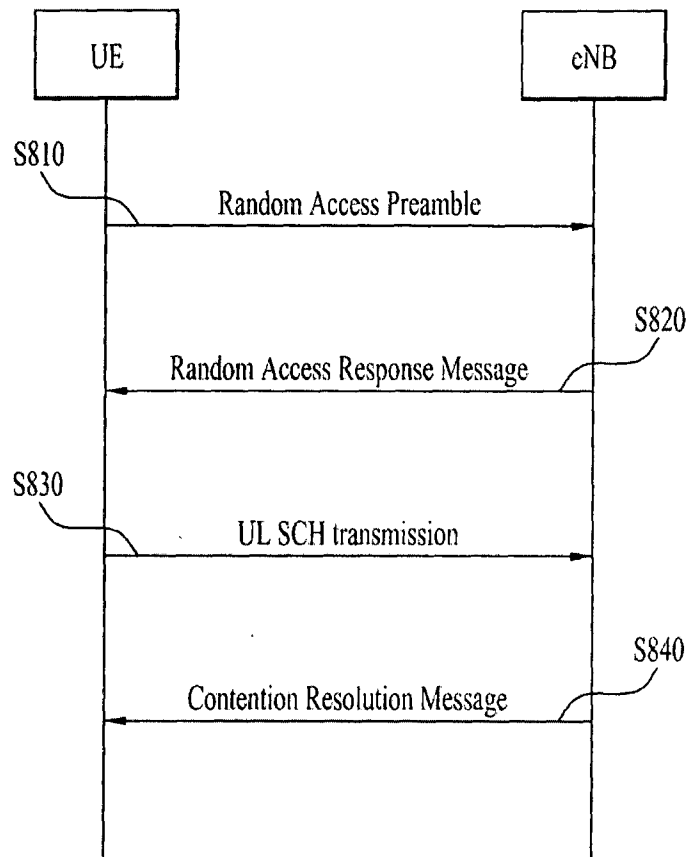 UE
eNB
S810
Random Access Preamble
S820
Random Access Response Message
S830
UL SCH transmission
S840
Contention Resolution Message